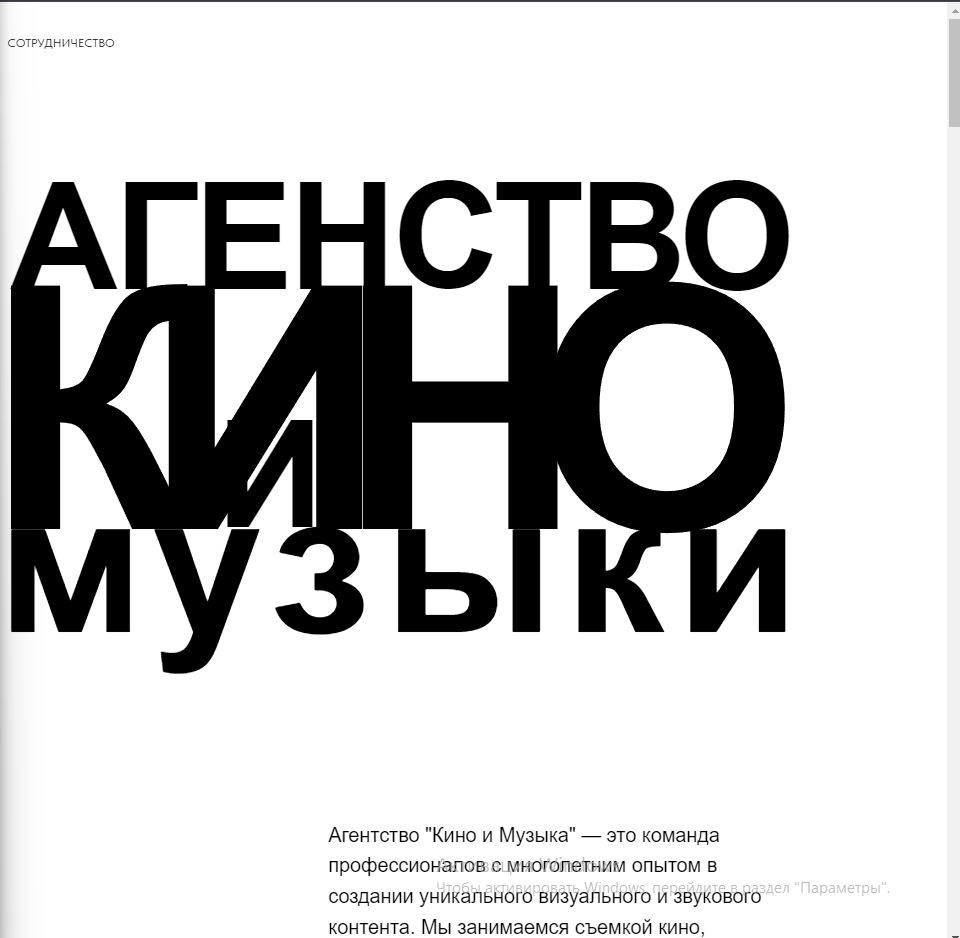 СОТРУДНИЧЕСТВО
АГЕНСТВО
КИНО
и
музыки
Агентство "Кино и Музыка" — это команда
профессионалов с многолетним опытом в
Активация Windows
Чтобы активировать Windows, перейдите в раздел "Параметры".
создании уникального визуального и звукового
контента. Мы занимаемся съемкой кино,